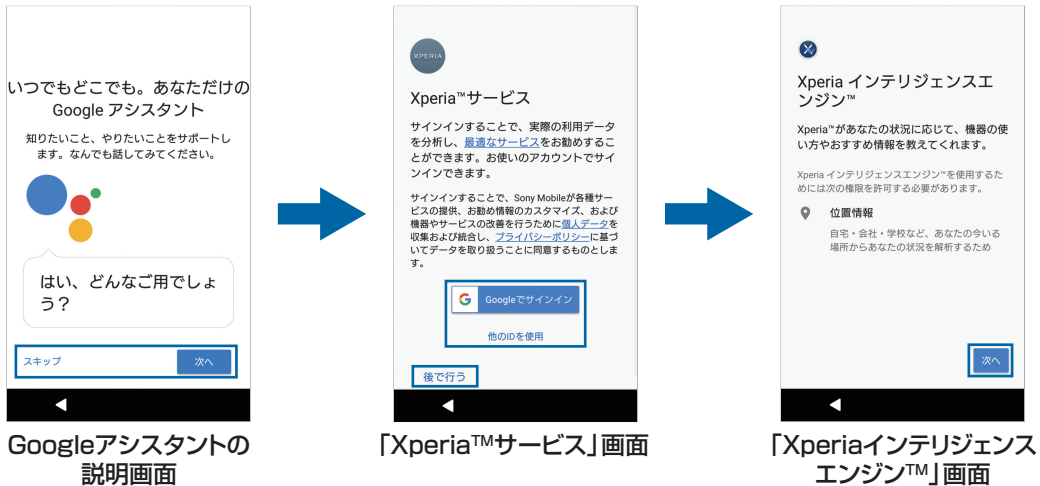 いつでもどこでも。あなただけの
Google アシスタント
知りたいこと、やりたいことをサポートし
ます。なんでも話してみてください。
はい、どんなご用でしょ
う？
スキップ
次へ
Googleアシスタントの
説明画面
XPERIA
Xperia™サービス
サインインすることで、実際の利用データ
を分析し、最適なサービスをお勧めするこ
とができます。お使いのアカウントでサイ
ンインできます。
サインインすることで、Sony Mobileが各種サー
ビスの提供、お勧め情報のカスタマイズ、および
機器やサービスの改善を行うために個人データを
収集および統合し、プライバシーポリシーに基づ
いてデータを取り扱うことに同意するものとしま
す。
G
Googleでサインイン
他のIDを使用
後で行う
「Xperia™サービス」画面
Xperia インテリジェンスエ
ンジン™
Xperia™があなたの状況に応じて、機器の使
い方やおすすめ情報を教えてくれます。
Xperia インテリジェンスエンジン™を使用するた
めには次の権限を許可する必要があります。
位置情報
自宅・会社・学校など、あなたの今いる
場所からあなたの状況を解析するため
次へ
「Xperiaインテリジェンス
エンジン™」画面